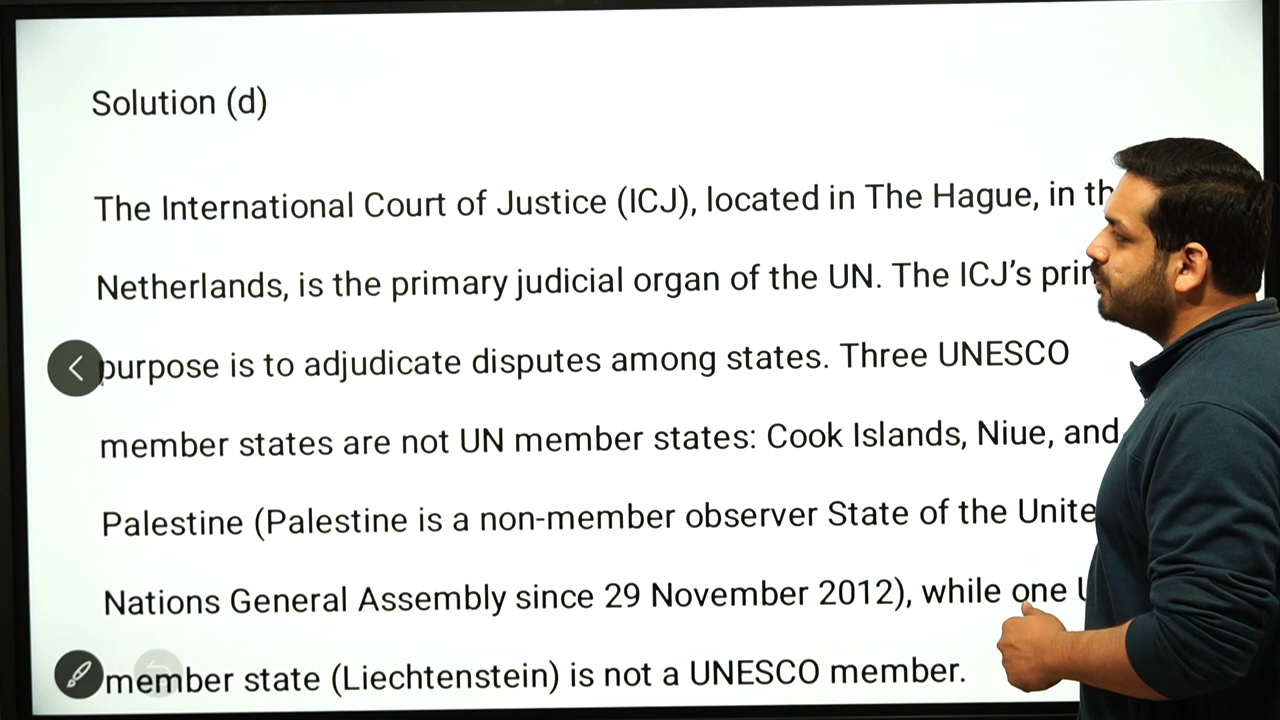 Solution (d)
The International Court of Justice (ICJ), located in The Hague, in
Netherlands, is the primary judicial organ of the UN. The ICJ’s
purpose is to adjudicate disputes among states. Three UNESCO
member states are not UN member states: Cook Islands, Niue, and
Palestine (Palestine is a non-member observer State of the
Nations General Assembly since 29 November 2012), while one
member state (Liechtenstein) is not a UNESCO member.